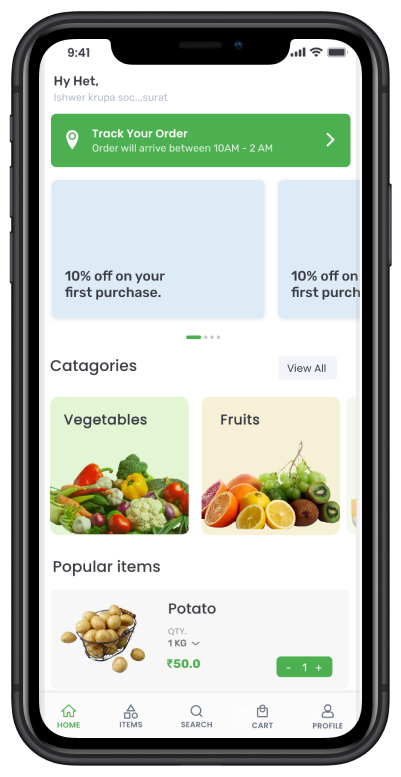 9:41
Hy Het,
Ishwer krupa soc...surat
Track Your Order
Order will arrive between 10AM - 2 AM
10% off on your
first purchase.
10% off on
first purch
Catagories
View All
Vegetables
Fruits
Popular items
Potato
QTY.
1 KG
₹50.0
- 1 +
HOME
ITEMS
SEARCH
CART
PROFILE